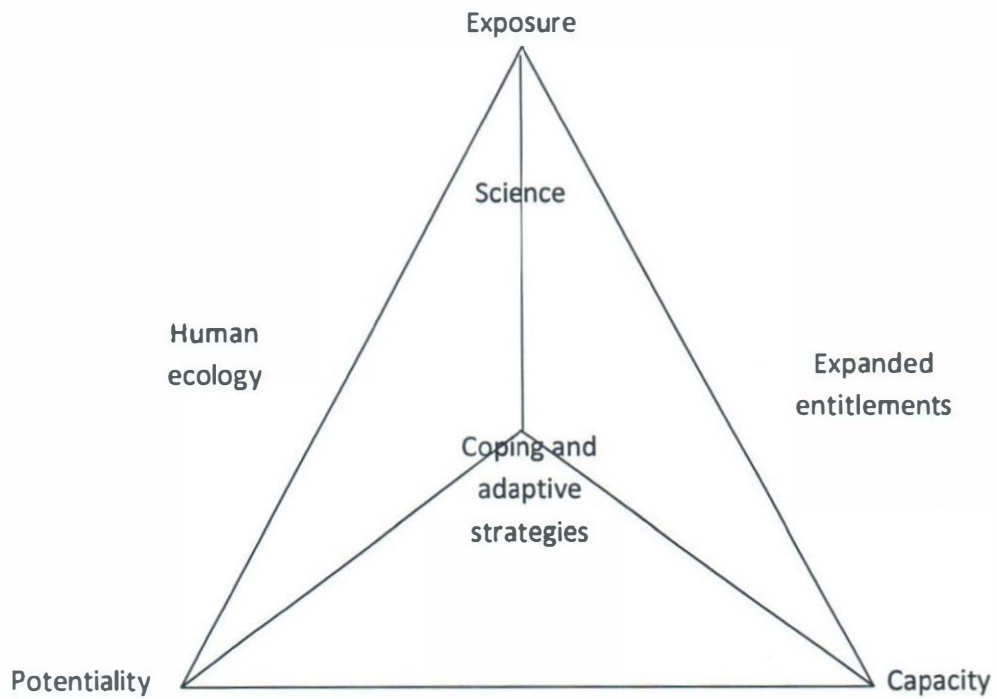 Exposure
Science
Human
ecology
Expanded
entitlements
Coping and
adaptive
strategies
Potentiality
Capacity